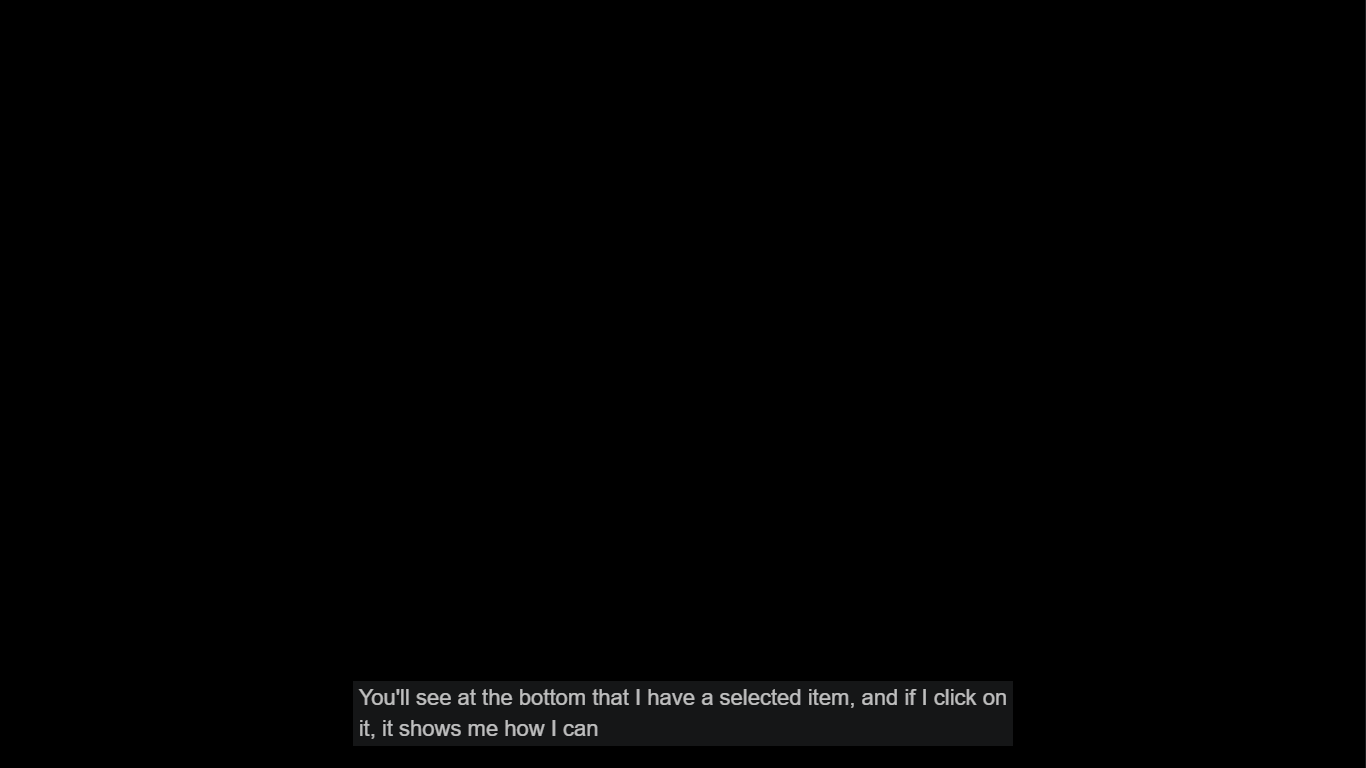 You'll see at the bottom that I have a selected item, and if I click on
it, it shows me how I can